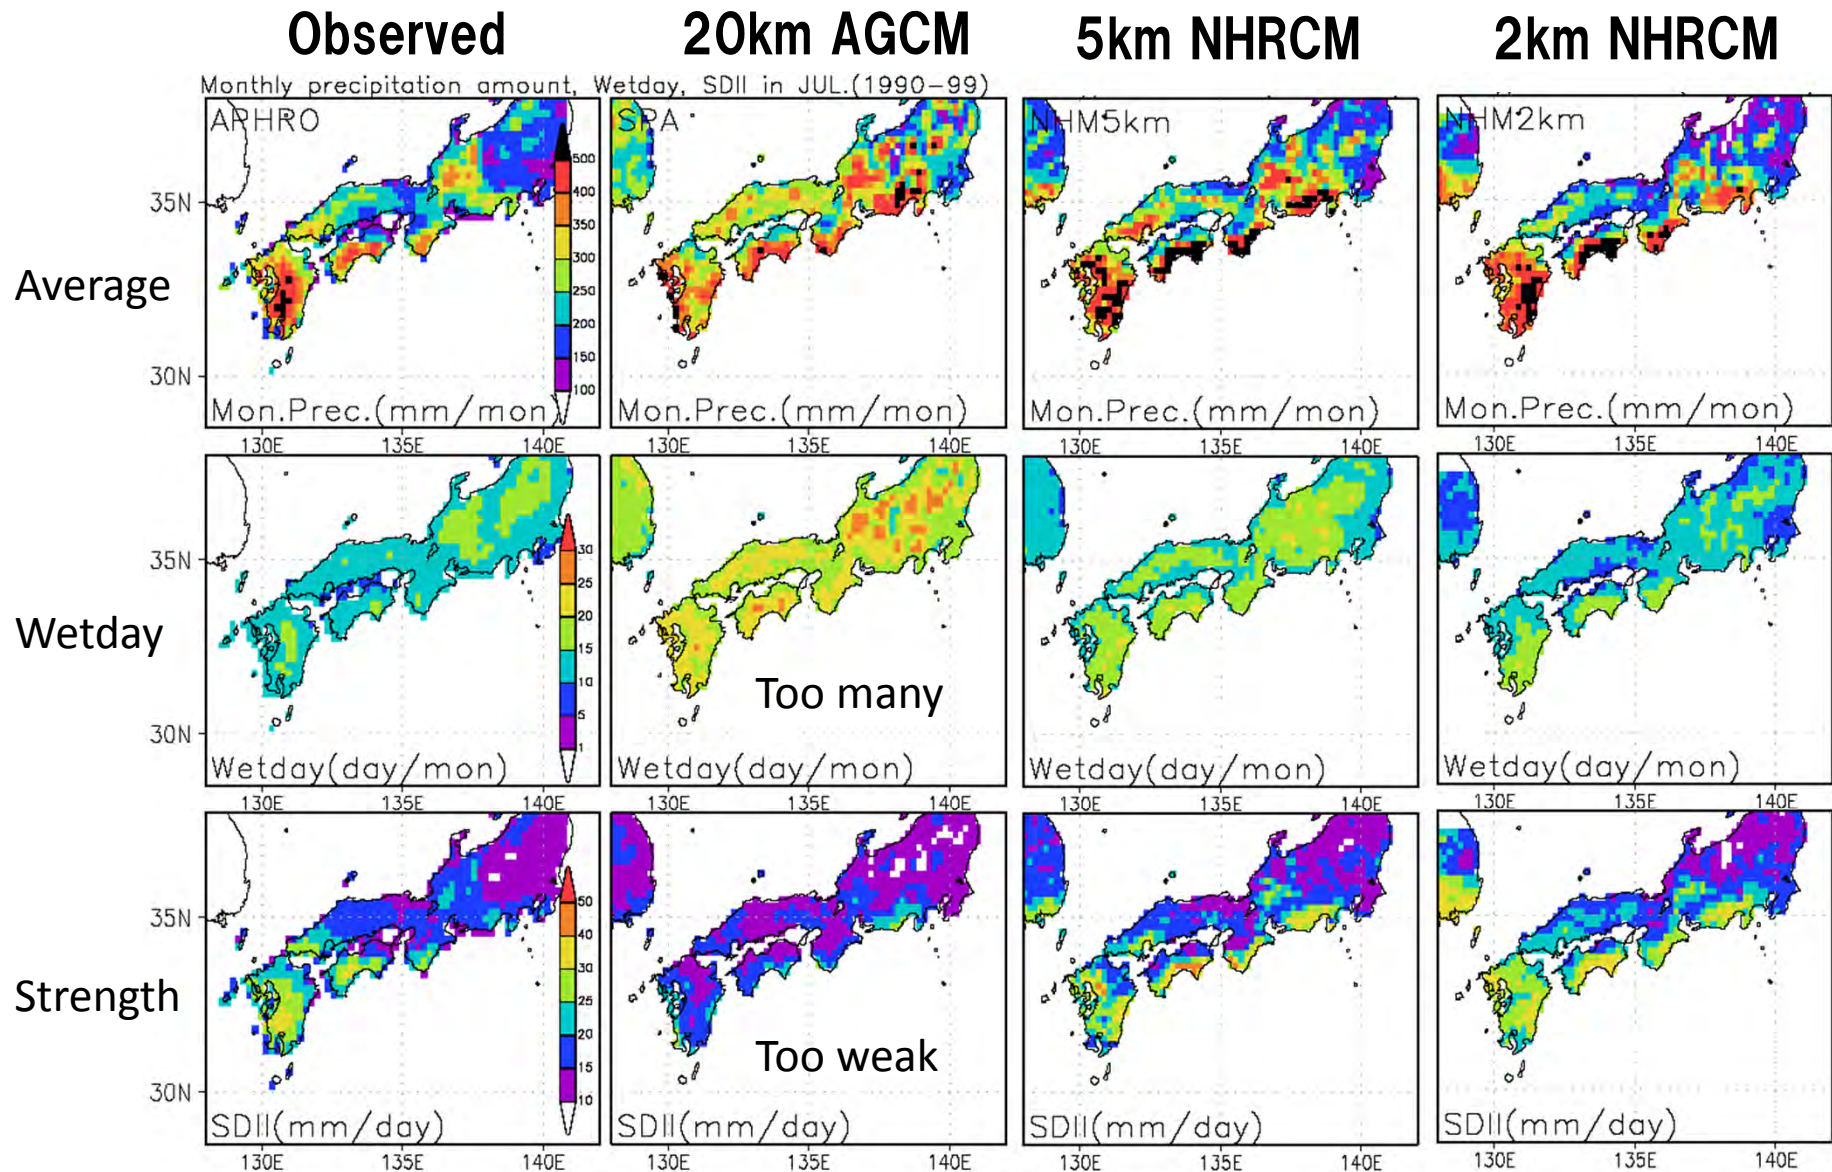 Observed 20km AGCM 5km NHRCM 2km NHRCM
Monthly precipitation amount, Wetday, SDII in JUL.(1990-99)
Average
APHRO
35N
30N
500
400
350
300
250
200
150
100
Mon.Prec.(mm/mon)
130E 135E 140E
SPA
Mon.Prec.(mm/mon)
130E 135E 140E
NHM5km
Mon.Prec.(mm/mon)
130E 135E 140E
NHM2km
Mon.Prec.(mm/mon)
130E 135E 140E
Wetday
35N
30N
30
25
20
15
10
5
1
Wetday(day/mon)
130E 135E 140E
Too many
Wetday(day/mon)
130E 135E 140E
Wetday(day/mon)
130E 135E 140E
Wetday(day/mon)
130E 135E 140E
Strength
35N
30N
50
40
30
25
20
15
10
SDII(mm/day)
130E 135E 140E
Too weak
SDII(mm/day)
130E 135E 140E
SDII(mm/day)
130E 135E 140E
SDII(mm/day)
130E 135E 140E